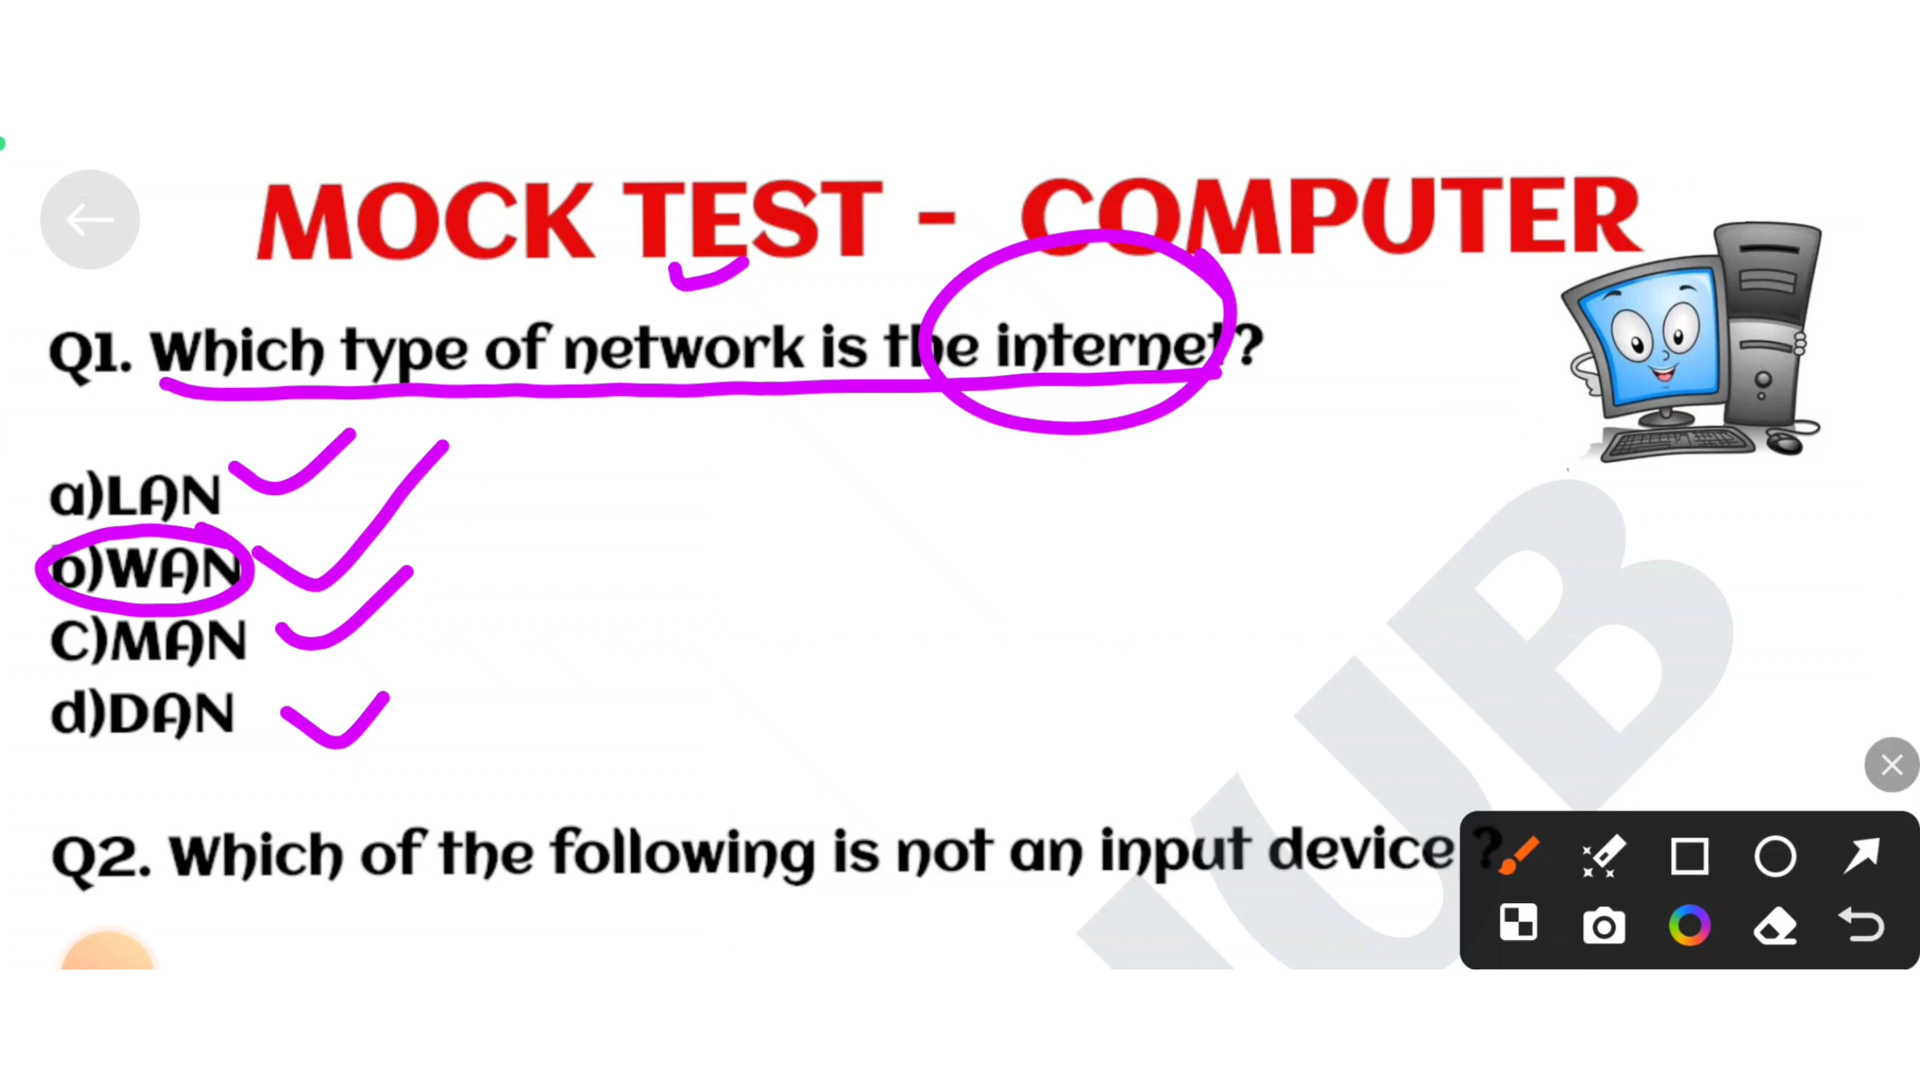 MOCK TEST - COMPUTER
Q1. Which type of network is the internet?
a)LAN
b)WAN
C)MAN
d)DAN
Q2. Which of the following is not an input device ?
UB